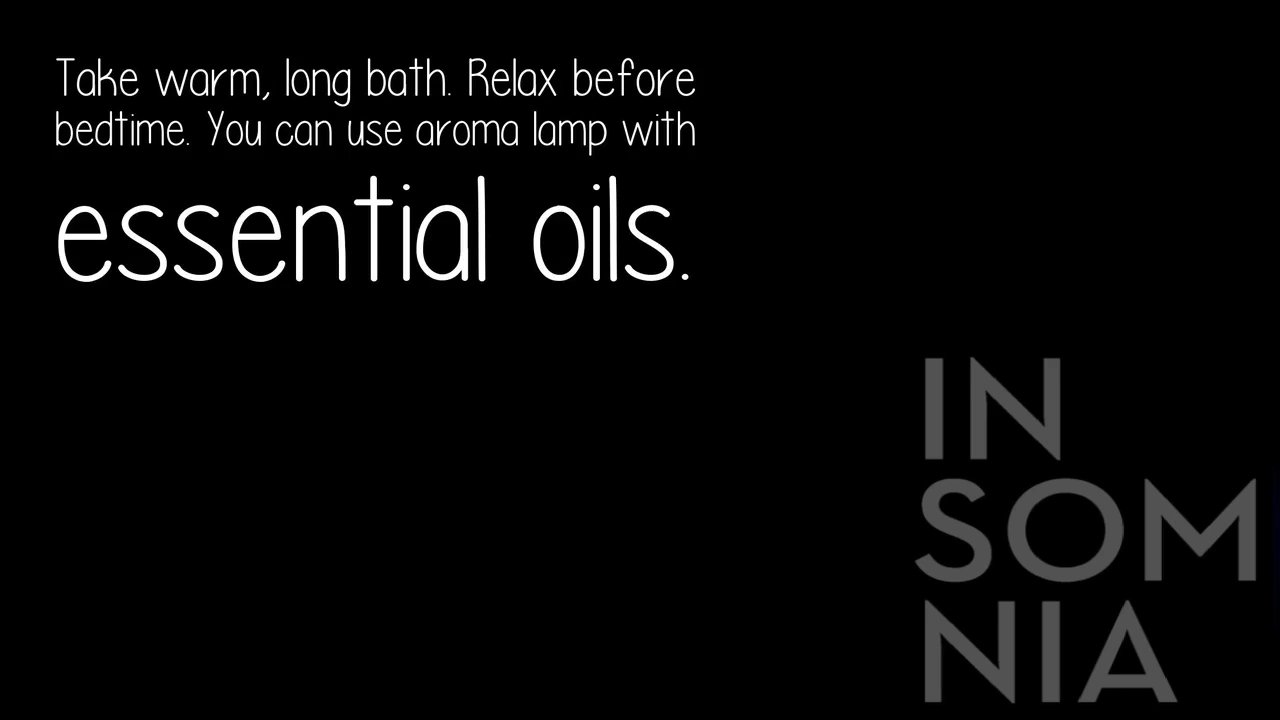 Take warm, long bath. Relax before
bedtime. You can use aroma lamp with
essential oils.
IN
SOM
NIA